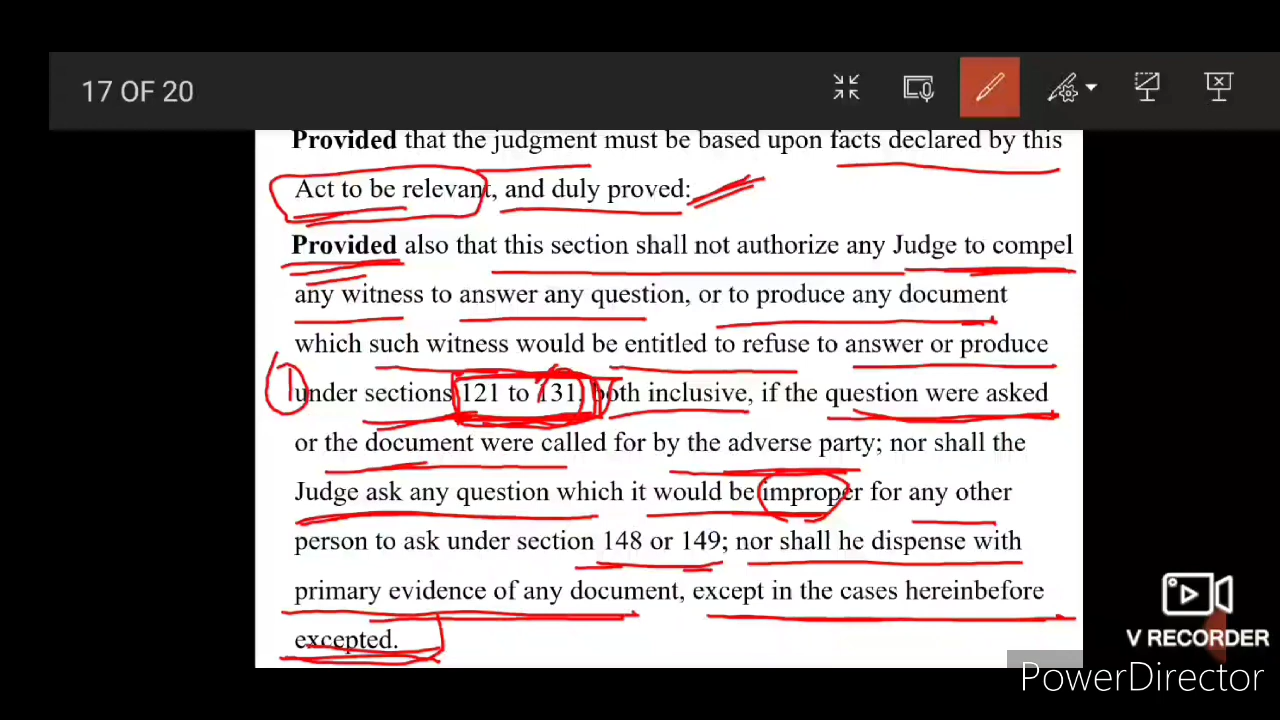 17 OF 20
Provided that the judgment must be based upon facts declared by this
Act to be relevant, and duly proved:
Provided also that this section shall not authorize any Judge to compel
any witness to answer any question, or to produce any document
which such witness would be entitled to refuse to answer or produce
1
under sections 121 to 131, both inclusive, if the question were asked
or the document were called for by the adverse party; nor shall the
Judge ask any question which it would be improper for any other
person to ask under section 148 or 149; nor shall he dispense with
primary evidence of any document, except in the cases hereinbefore
excepted.
V RECORDER
PowerDirector